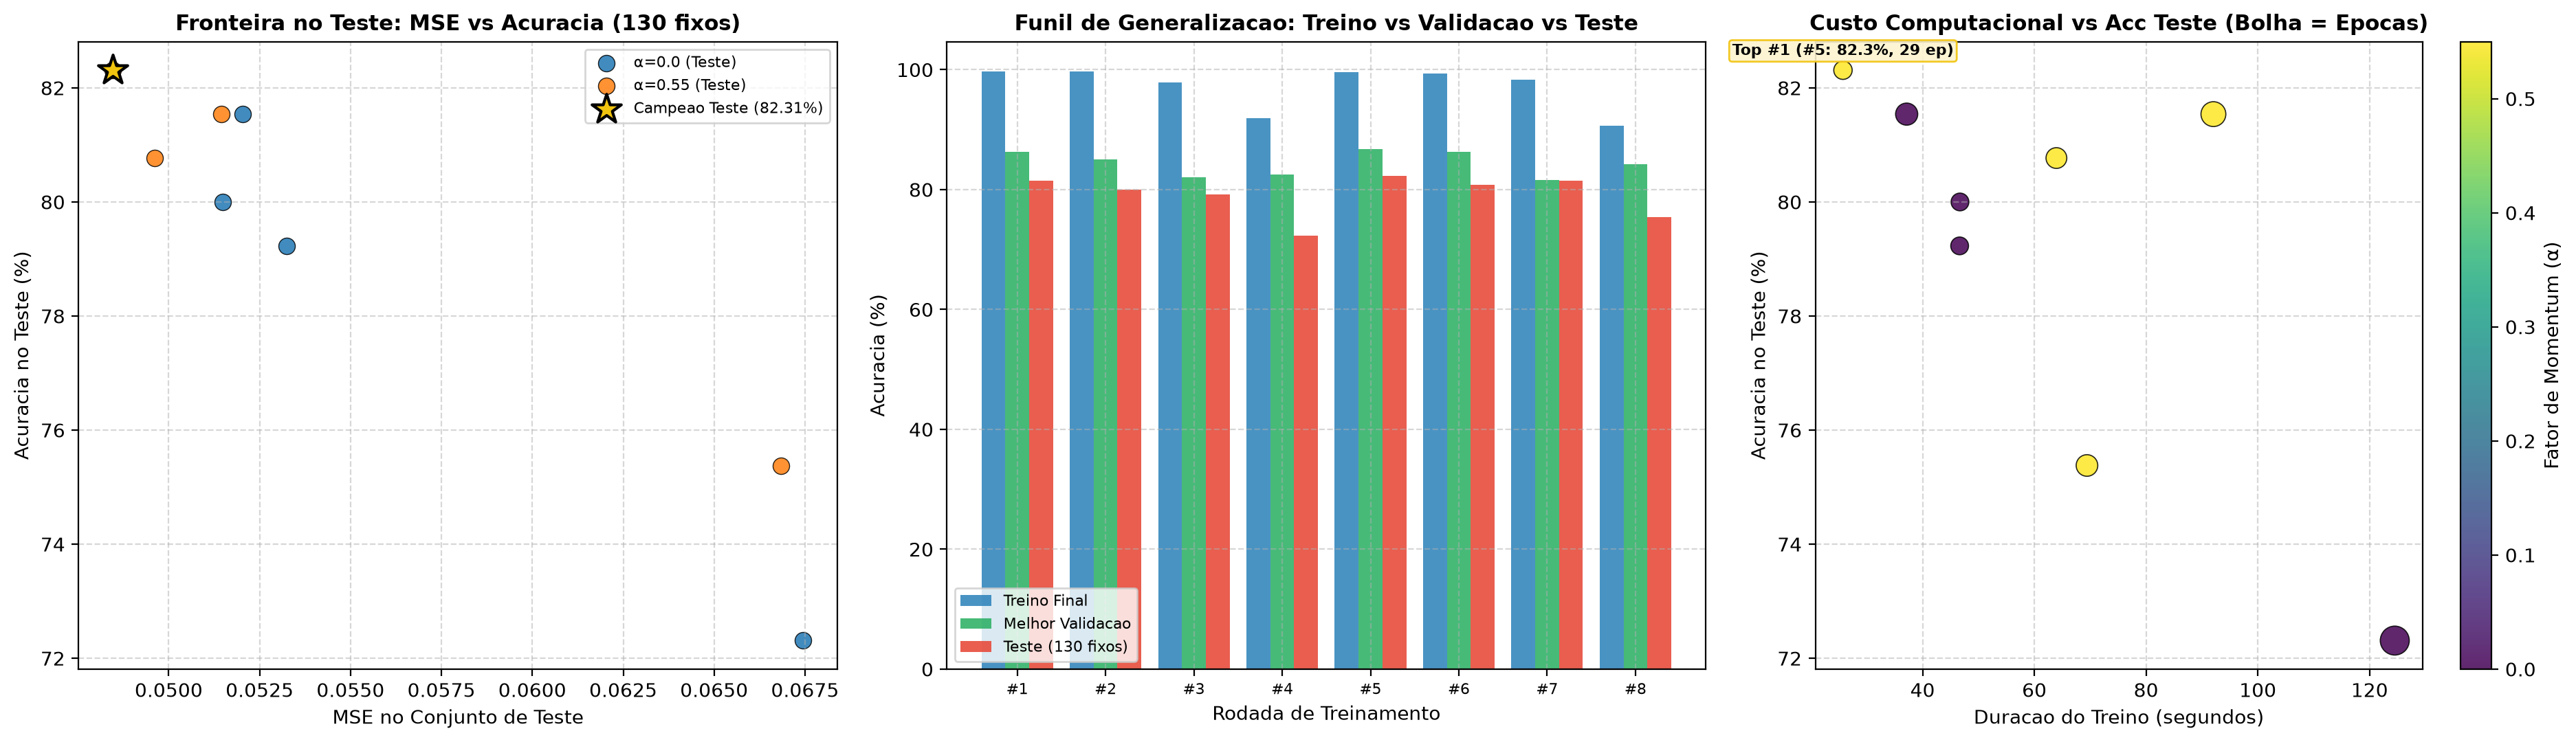 Fronteira no Teste: MSE vs Acuracia (130 fixos)
82
80
78
76
74
72
Acuracia no Teste (%)
α=0.0 (Teste)
α=0.55 (Teste)
Campeao Teste (82.31%)
0.0500
0.0525
0.0550
0.0575
0.0600
0.0625
0.0650
0.0675
MSE no Conjunto de Teste
Funil de Generalizacao: Treino vs Validacao vs Teste
100
80
60
40
20
0
Acuracia (%)
Treino Final
Melhor Validacao
Teste (130 fixos)
#1
#2
#3
#4
#5
#6
#7
#8
Rodada de Treinamento
Custo Computacional vs Acc Teste (Bolha = Epocas)
Top #1 (#5: 82.3%, 29 ep)
82
80
78
76
74
72
Acuracia no Teste (%)
40
60
80
100
120
Duracao do Treino (segundos)
0.5
0.4
0.3
0.2
0.1
0.0
Fator de Momentum (α)